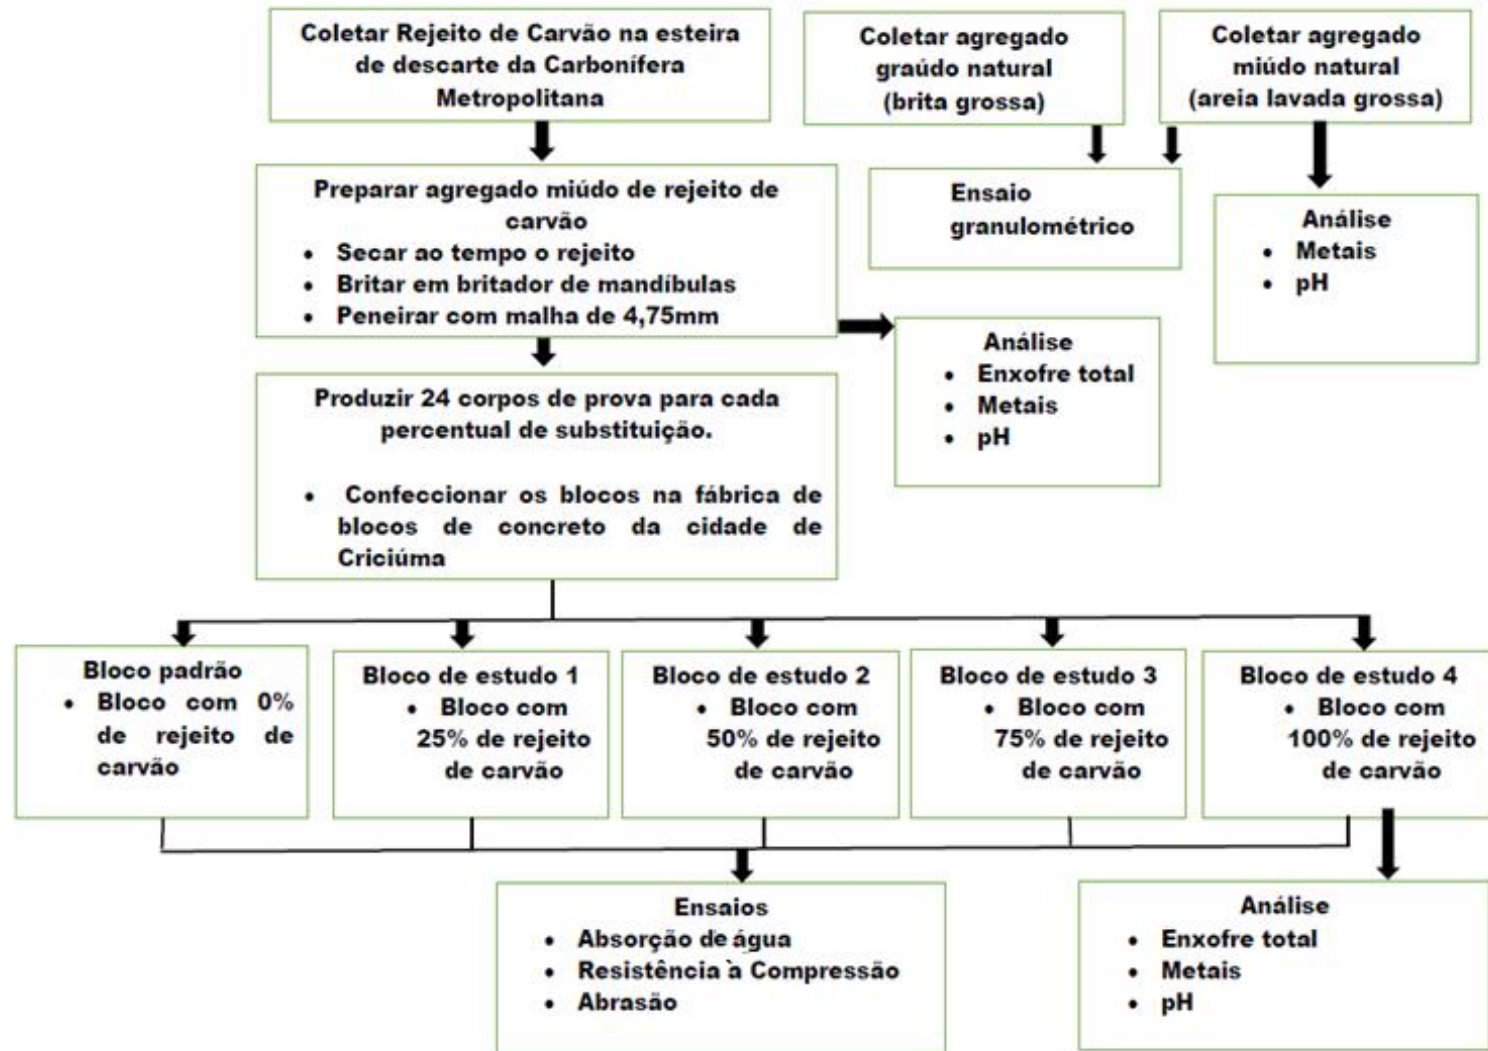 Coletar Rejeito de Carvão na esteira
de descarte da Carbonífera
Metropolitana
Coletar agregado
graúdo natural
(brita grossa)
Coletar agregado
miúdo natural
(areia lavada grossa)
Preparar agregado miúdo de rejeito de
carvão
• Secar ao tempo o rejeito
• Britar em britador de mandíbulas
• Peneirar com malha de 4,75mm
Ensaio
granulométrico
Análise
• Metais
• pH
Análise
• Enxofre total
• Metais
• pH
Produzir 24 corpos de prova para cada
percentual de substituição.
• Confeccionar os blocos na fábrica de
blocos de concreto da cidade de
Criciúma
Bloco padrão
• Bloco com 0%
de rejeito de
carvão
Bloco de estudo 1
• Bloco com
25% de rejeito
de carvão
Bloco de estudo 2
• Bloco com
50% de rejeito
de carvão
Bloco de estudo 3
• Bloco com
75% de rejeito
de carvão
Bloco de estudo 4
• Bloco com
100% de rejeito
de carvão
Ensaios
• Absorção de água
• Resistência à Compressão
• Abrasão
Análise
• Enxofre total
• Metais
• pH